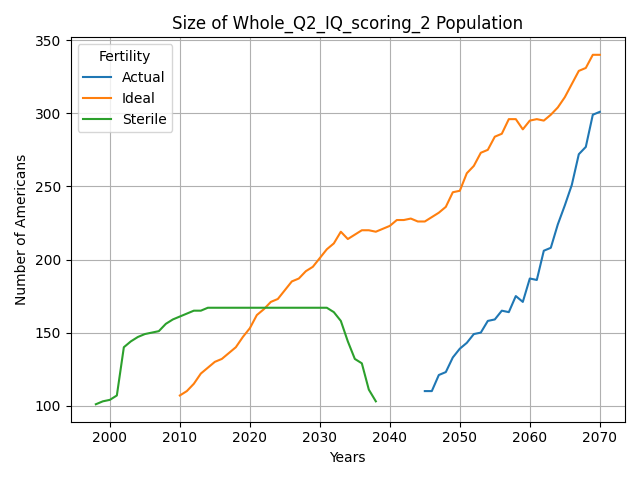 Size of Whole_Q2_IQ_scoring_2 Population
Fertility
Actual
Ideal
Sterile
350
300
250
200
150
100
Number of Americans
2000 2010 2020 2030 2040 2050 2060 2070
Years